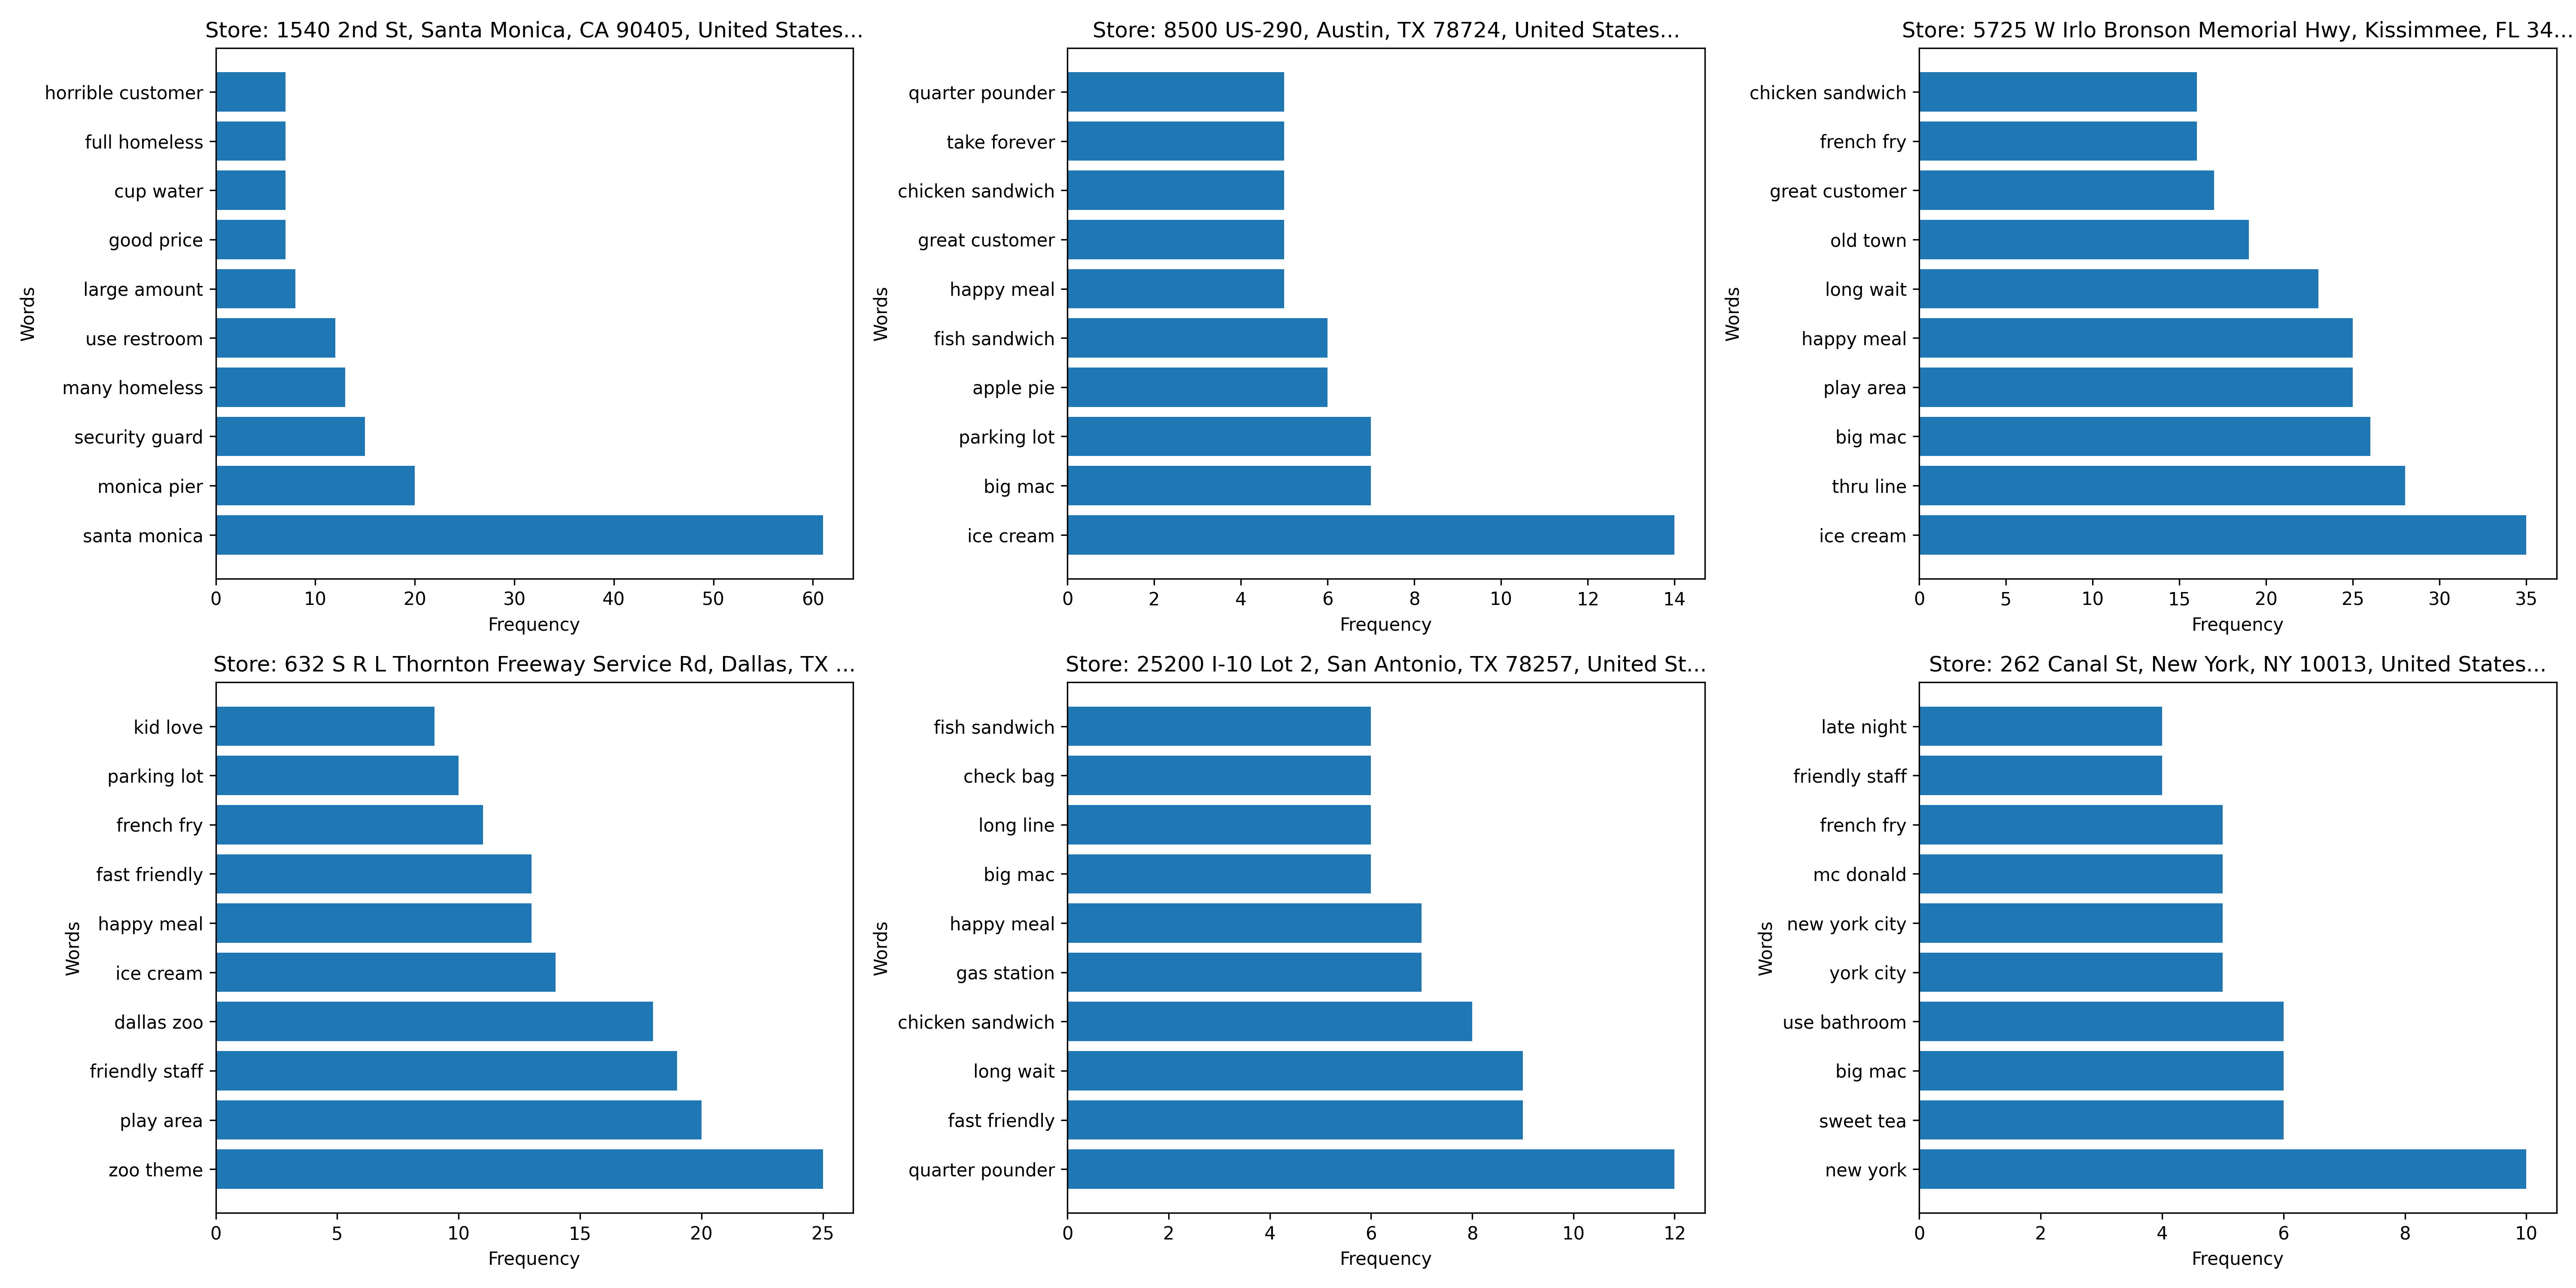 Store: 1540 2nd St, Santa Monica, CA 90405, United States...
Words
horrible customer
full homeless
cup water
good price
large amount
use restroom
many homeless
security guard
monica pier
santa monica
0 10 20 30 40 50 60
Frequency
Store: 8500 US-290, Austin, TX 78724, United States...
Words
quarter pounder
take forever
chicken sandwich
great customer
happy meal
fish sandwich
apple pie
parking lot
big mac
ice cream
0 2 4 6 8 10 12 14
Frequency
Store: 5725 W Irlo Bronson Memorial Hwy, Kissimmee, FL 34...
Words
chicken sandwich
french fry
great customer
old town
long wait
happy meal
play area
big mac
thru line
ice cream
0 5 10 15 20 25 30 35
Frequency
Store: 632 S R L Thornton Freeway Service Rd, Dallas, TX ...
Words
kid love
parking lot
french fry
fast friendly
happy meal
ice cream
dallas zoo
friendly staff
play area
zoo theme
0 5 10 15 20 25
Frequency
Store: 25200 I-10 Lot 2, San Antonio, TX 78257, United St...
Words
fish sandwich
check bag
long line
big mac
happy meal
gas station
chicken sandwich
long wait
fast friendly
quarter pounder
0 2 4 6 8 10 12
Frequency
Store: 262 Canal St, New York, NY 10013, United States...
Words
late night
friendly staff
french fry
mc donald
new york city
york city
use bathroom
big mac
sweet tea
new york
0 2 4 6 8 10
Frequency